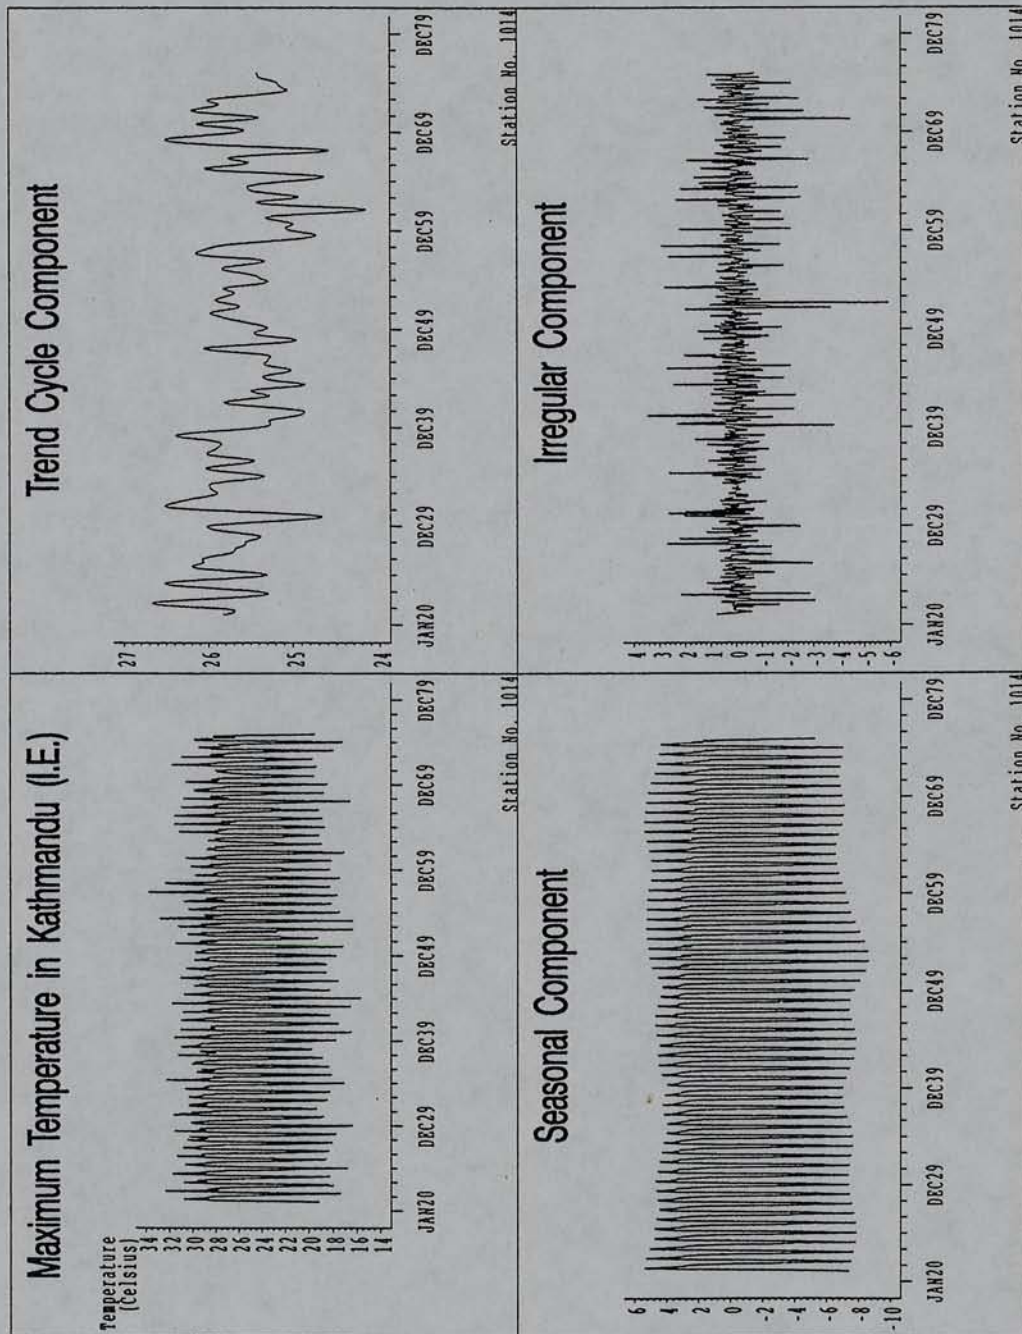 Maximum Temperature in Kathmandu (I.E.)
Temperature
(Celsius)
34
32
30
28
26
24
22
20
18
16
14
JAN20 DEC29 DEC39 DEC49 DEC59 DEC69 DEC79
Station No. 1014
Trend Cycle Component
27
26
25
24
JAN20 DEC29 DEC39 DEC49 DEC59 DEC69 DEC79
Station No. 1014
Seasonal Component
6
4
2
0
-2
-4
-6
-8
-10
JAN20 DEC29 DEC39 DEC49 DEC59 DEC69 DEC79
Station No. 1014
Irregular Component
4
3
2
1
0
-1
-2
-3
-4
-5
-6
JAN20 DEC29 DEC39 DEC49 DEC59 DEC69 DEC79
Station No. 1014